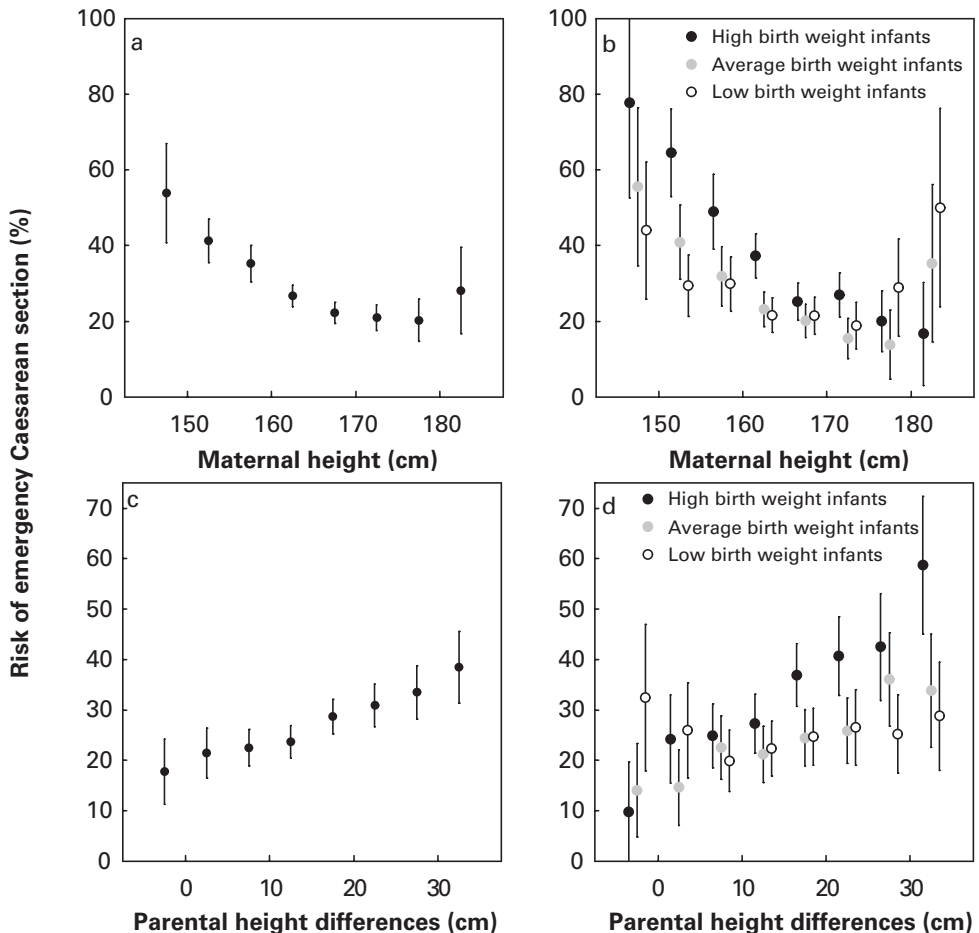 Risk of emergency Caesarean section (%)
a
100
80
60
40
20
0
150 160 170 180
Maternal height (cm)
b
High birth weight infants
Average birth weight infants
Low birth weight infants
100
80
60
40
20
0
150 160 170 180
Maternal height (cm)
c
70
60
50
40
30
20
10
0
0 10 20 30
Parental height differences (cm)
d
High birth weight infants
Average birth weight infants
Low birth weight infants
70
60
50
40
30
20
10
0
0 10 20 30
Parental height differences (cm)